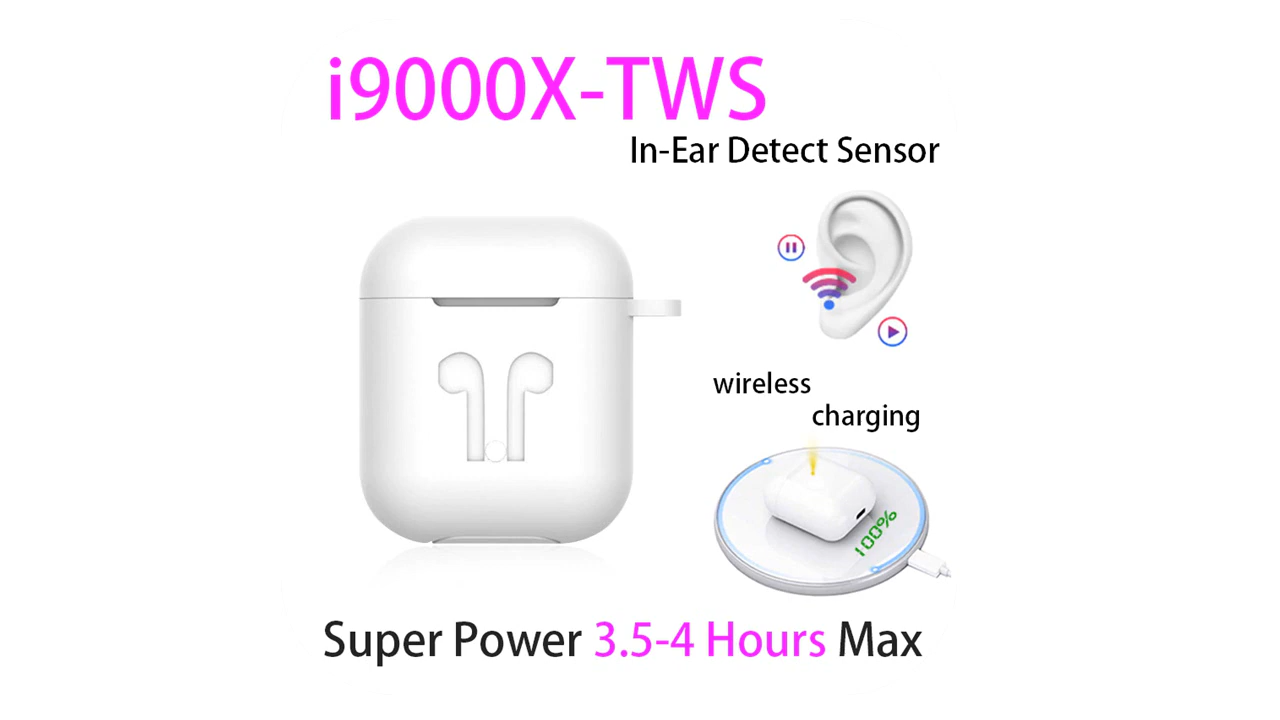 i9000X-TWS
In-Ear Detect Sensor
wireless
charging
100%
Super Power 3.5-4 Hours Max